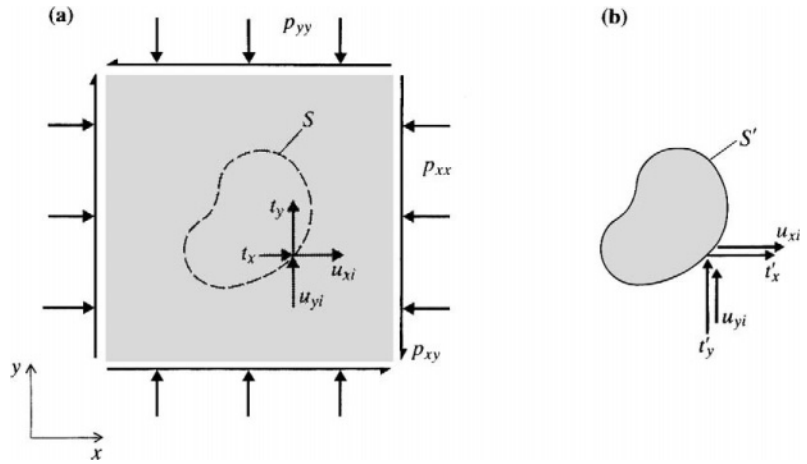 (a)
p_yy
S
p_xx
t_y
t_x
u_xi
u_yi
p_xy
y
x
(b)
S'
u_xi
t'_x
u_yi
t'_y